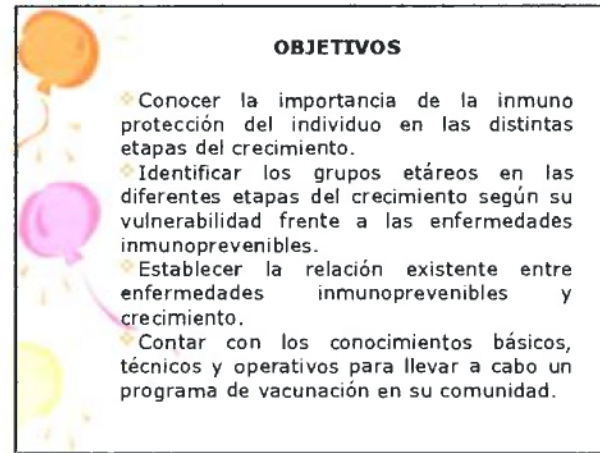 OBJETIVOS
Conocer la importancia de la inmuno
protección del individuo en las distintas
etapas del crecimiento.
Identificar los grupos etáreos en las
diferentes etapas del crecimiento según su
vulnerabilidad frente a las enfermedades
inmunoprevenibles.
Establecer la relación existente entre
enfermedades inmunoprevenibles y
crecimiento.
Contar con los conocimientos básicos,
técnicos y operativos para llevar a cabo un
programa de vacunación en su comunidad.